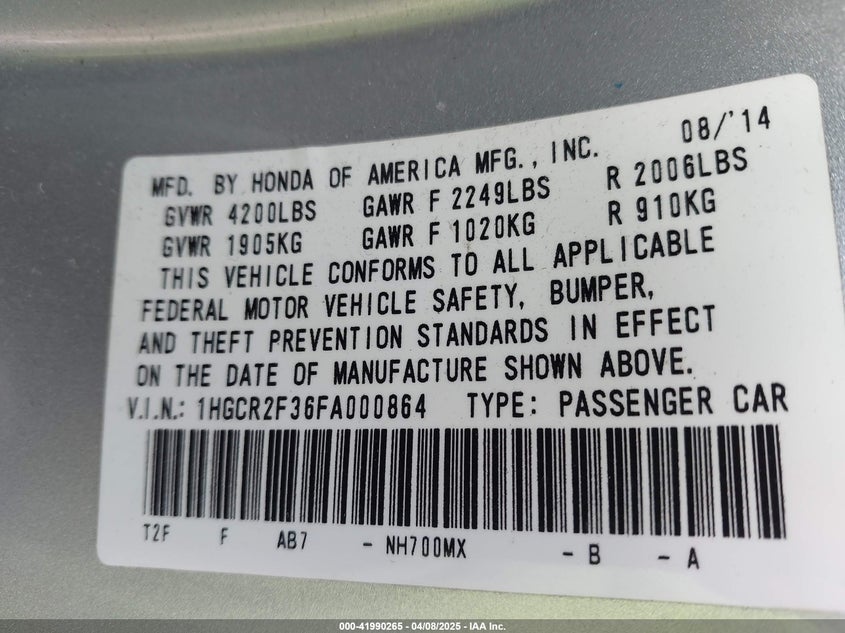 08/'14
MFD. BY HONDA OF AMERICA MFG., INC.
GVWR 4200LBS GAWR F 2249LBS R 2006LBS
GVWR 1905KG GAWR F 1020KG R 910KG
THIS VEHICLE CONFORMS TO ALL APPLICABLE
FEDERAL MOTOR VEHICLE SAFETY, BUMPER,
AND THEFT PREVENTION STANDARDS IN EFFECT
ON THE DATE OF MANUFACTURE SHOWN ABOVE.
V.I.N.: 1HGCR2F36FA000864 TYPE: PASSENGER CAR
T2F F AB7 - NH700MX - B - A
000-41990265 - 04/08/2025 - IAA Inc.